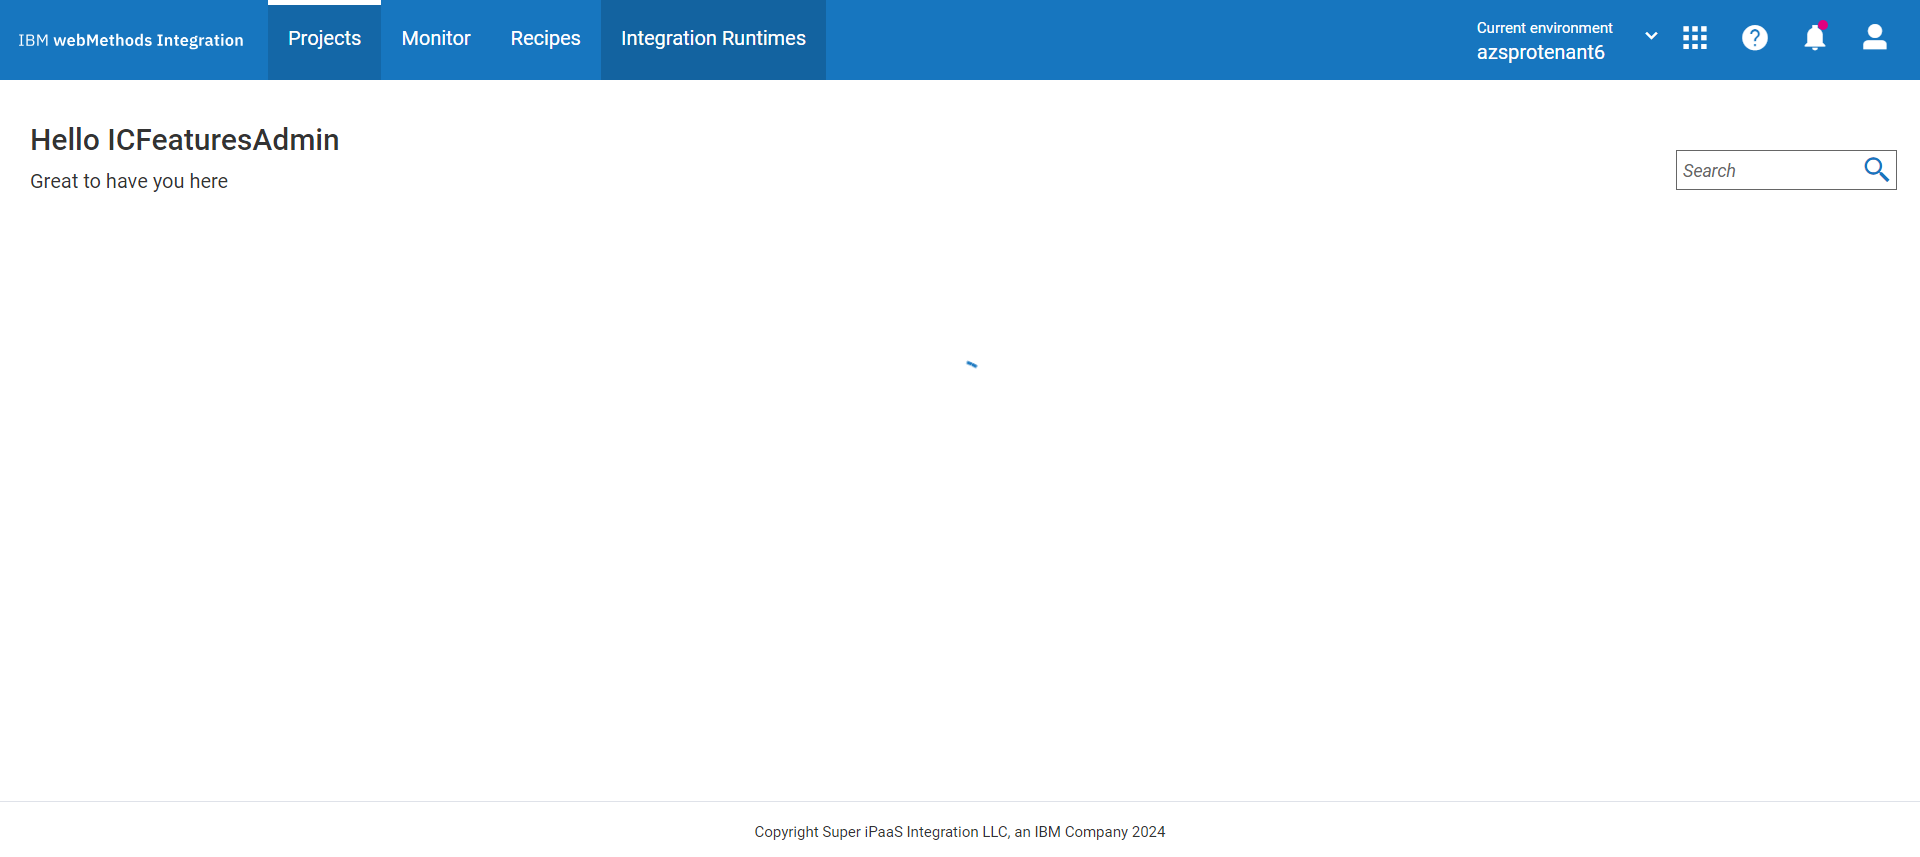 IBM webMethods Integration
Projects
Monitor
Recipes
Integration Runtimes
Current environment
azsprotenant6
Hello ICFeaturesAdmin
Great to have you here
Search
Copyright Super iPaaS Integration LLC, an IBM Company 2024